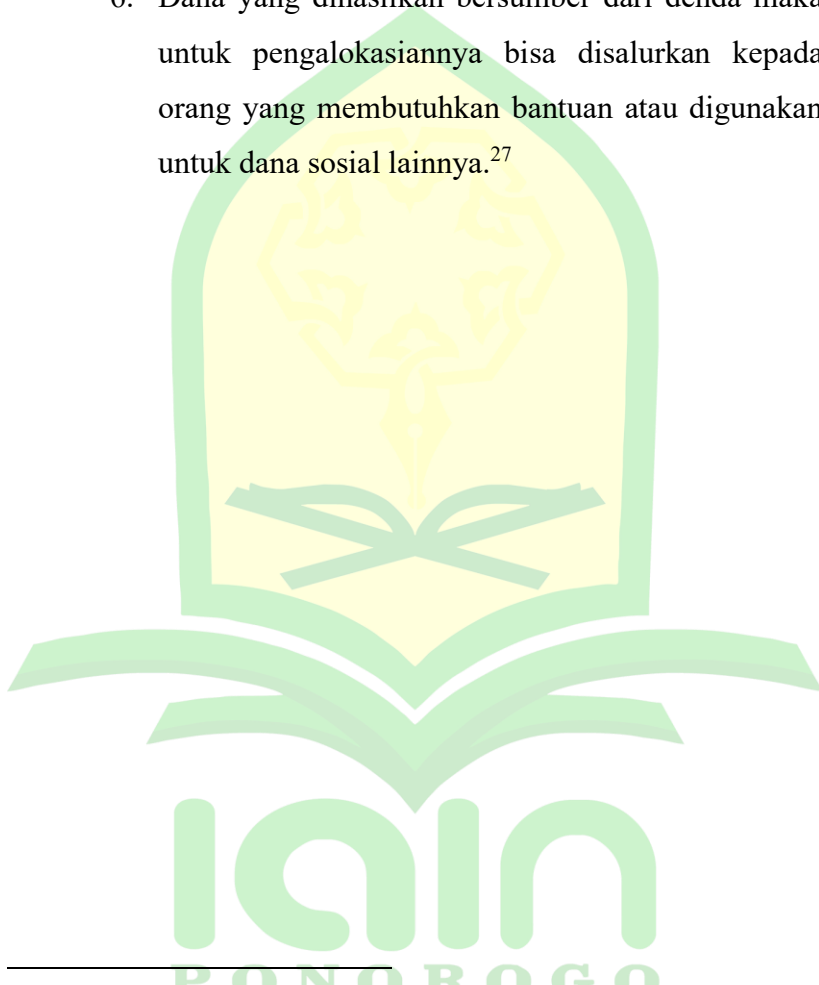 6. Dana yang dihasilkan bersumber dari denda maka
untuk pengalokasiannya bisa disalurkan kepada
orang yang membutuhkan bantuan atau digunakan
untuk dana sosial lainnya.27
iain
PONOROGO